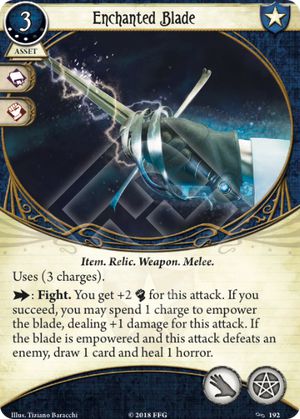 3
Enchanted Blade
ASSET
Item. Relic. Weapon. Melee.
Uses (3 charges).
: Fight. You get +2 for this attack. If you
succeed, you may spend 1 charge to empower
the blade, dealing +1 damage for this attack. If
the blade is empowered and this attack defeats an
enemy, draw 1 card and heal 1 horror.
Illus. Tiziano Baracchi
© 2018 FFG
192